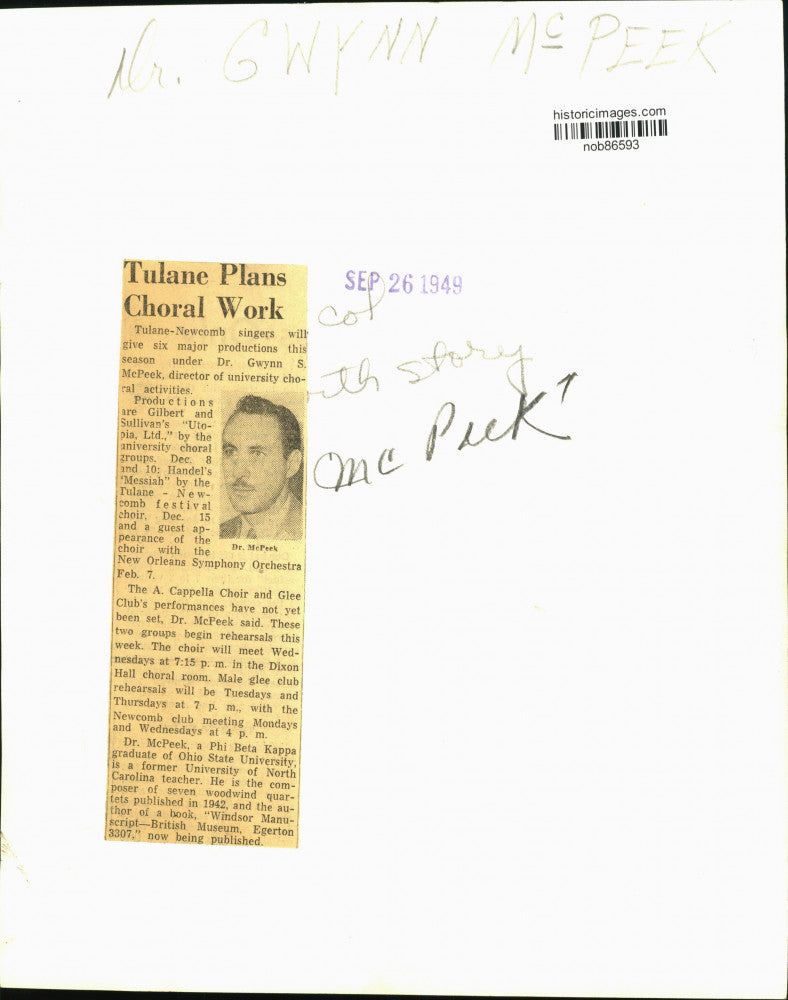 Dr. GWYNN McPEEK
historicimages.com
nob86593
SEP 26 1949
col
story
McPeek
Tulane Plans
Choral Work
Tulane-Newcomb singers will
give six major productions this
season under Dr. Gwynn S.
McPeek, director of university cho-
ral activities.
Productions
are Gilbert and
Sullivan's "Uto-
pia, Ltd.," by the
university choral
groups, Dec. 8
and 10; Handel's
"Messiah" by the
Tulane - New-
comb festival
choir, Dec. 15
and a guest ap-
pearance of the
choir with the
New Orleans Symphony Orchestra
Feb. 7.
Dr. McPeek
The A. Cappella Choir and Glee
Club's performances have not yet
been set, Dr. McPeek said. These
two groups begin rehearsals this
week. The choir will meet Wed-
nesdays at 7:15 p. m. in the Dixon
Hall choral room. Male glee club
rehearsals will be Tuesdays and
Thursdays at 7 p. m., with the
Newcomb club meeting Mondays
and Wednesdays at 4 p. m.
Dr. McPeek, a Phi Beta Kappa
graduate of Ohio State University,
is a former University of North
Carolina teacher. He is the com-
poser of seven woodwind quar-
tets published in 1942, and the au-
thor of a book, "Windsor Manu-
script—British Museum, Egerton
3307," now being published.